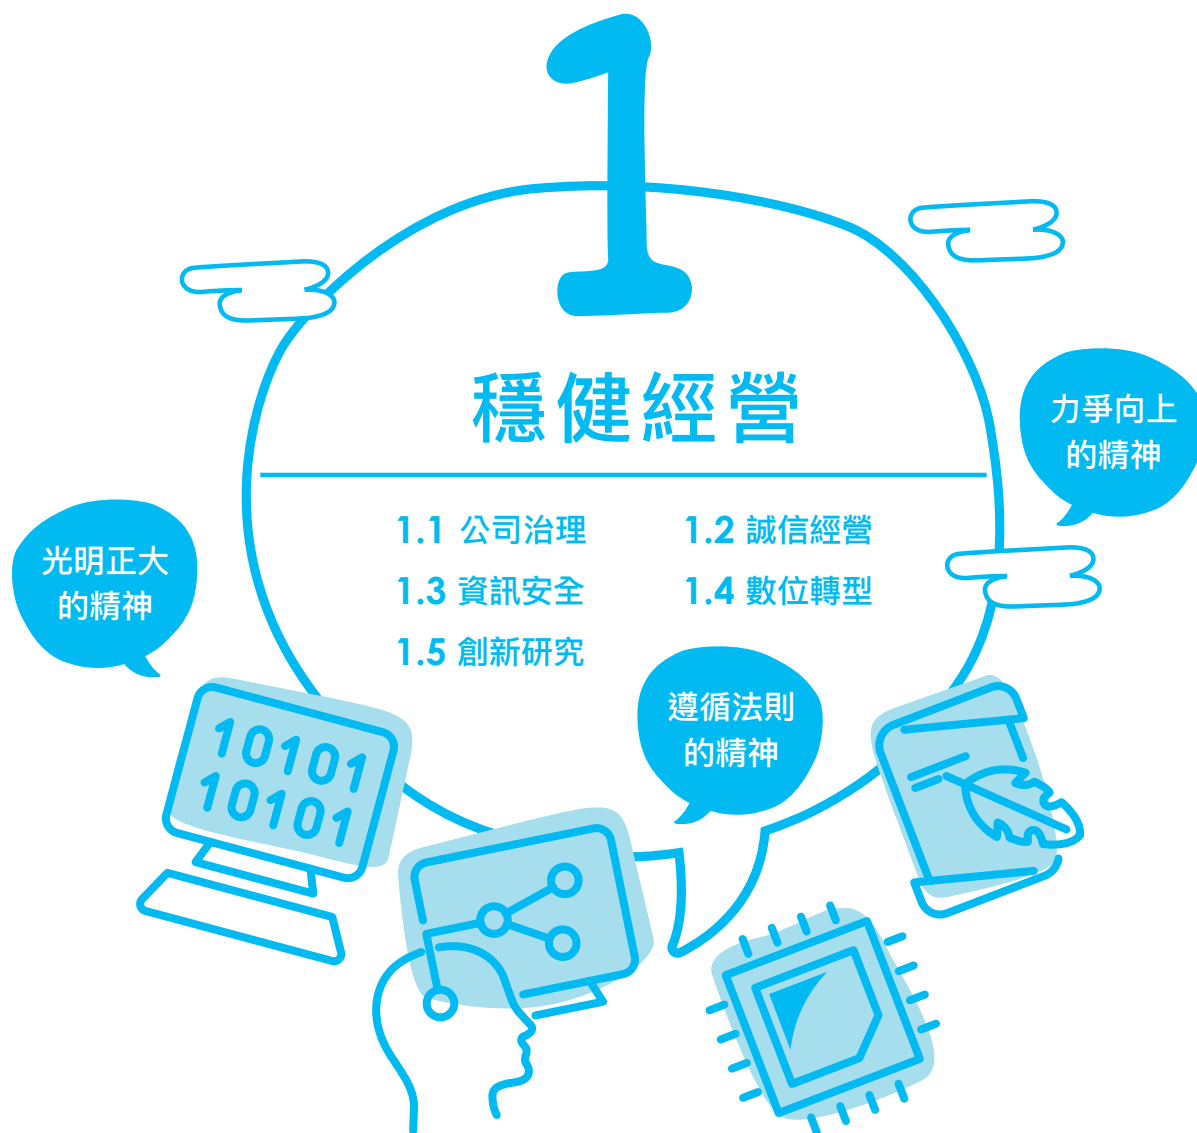 1
穩健經營
1.1 公司治理
1.2 誠信經營
1.3 資訊安全
1.4 數位轉型
1.5 創新研究
力爭向上
的精神
光明正大
的精神
遵循法則
的精神
10101
10101